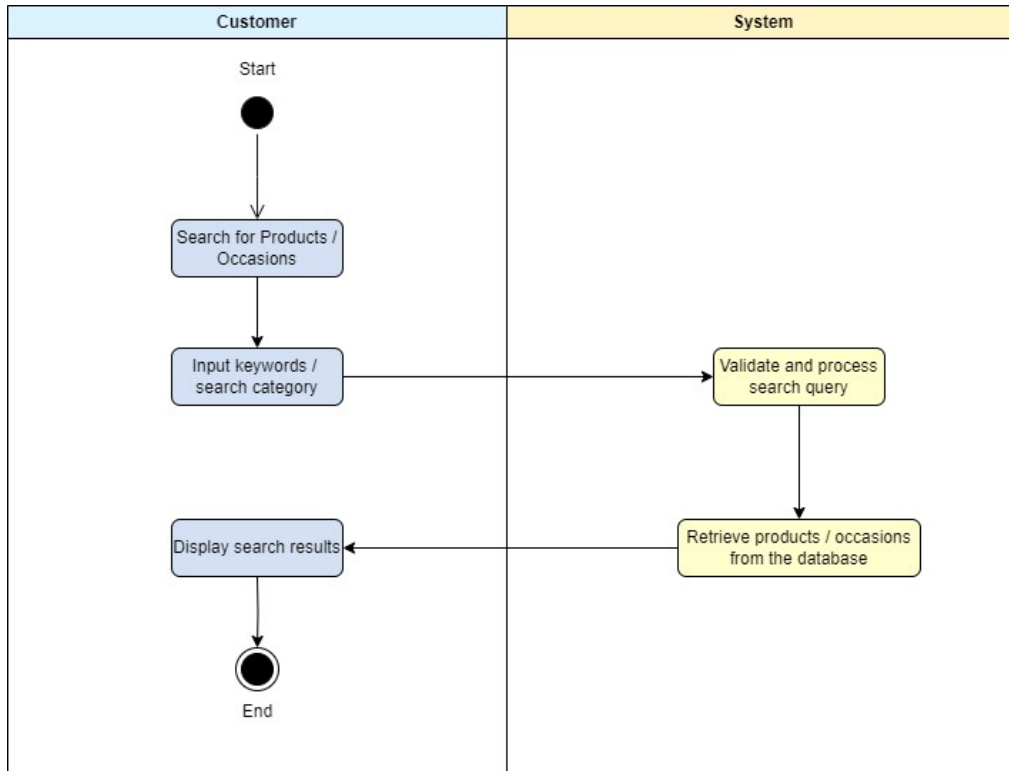 Customer
System
Start
Search for Products /
Occasions
Input keywords /
search category
Validate and process
search query
Display search results
Retrieve products / occasions
from the database
End